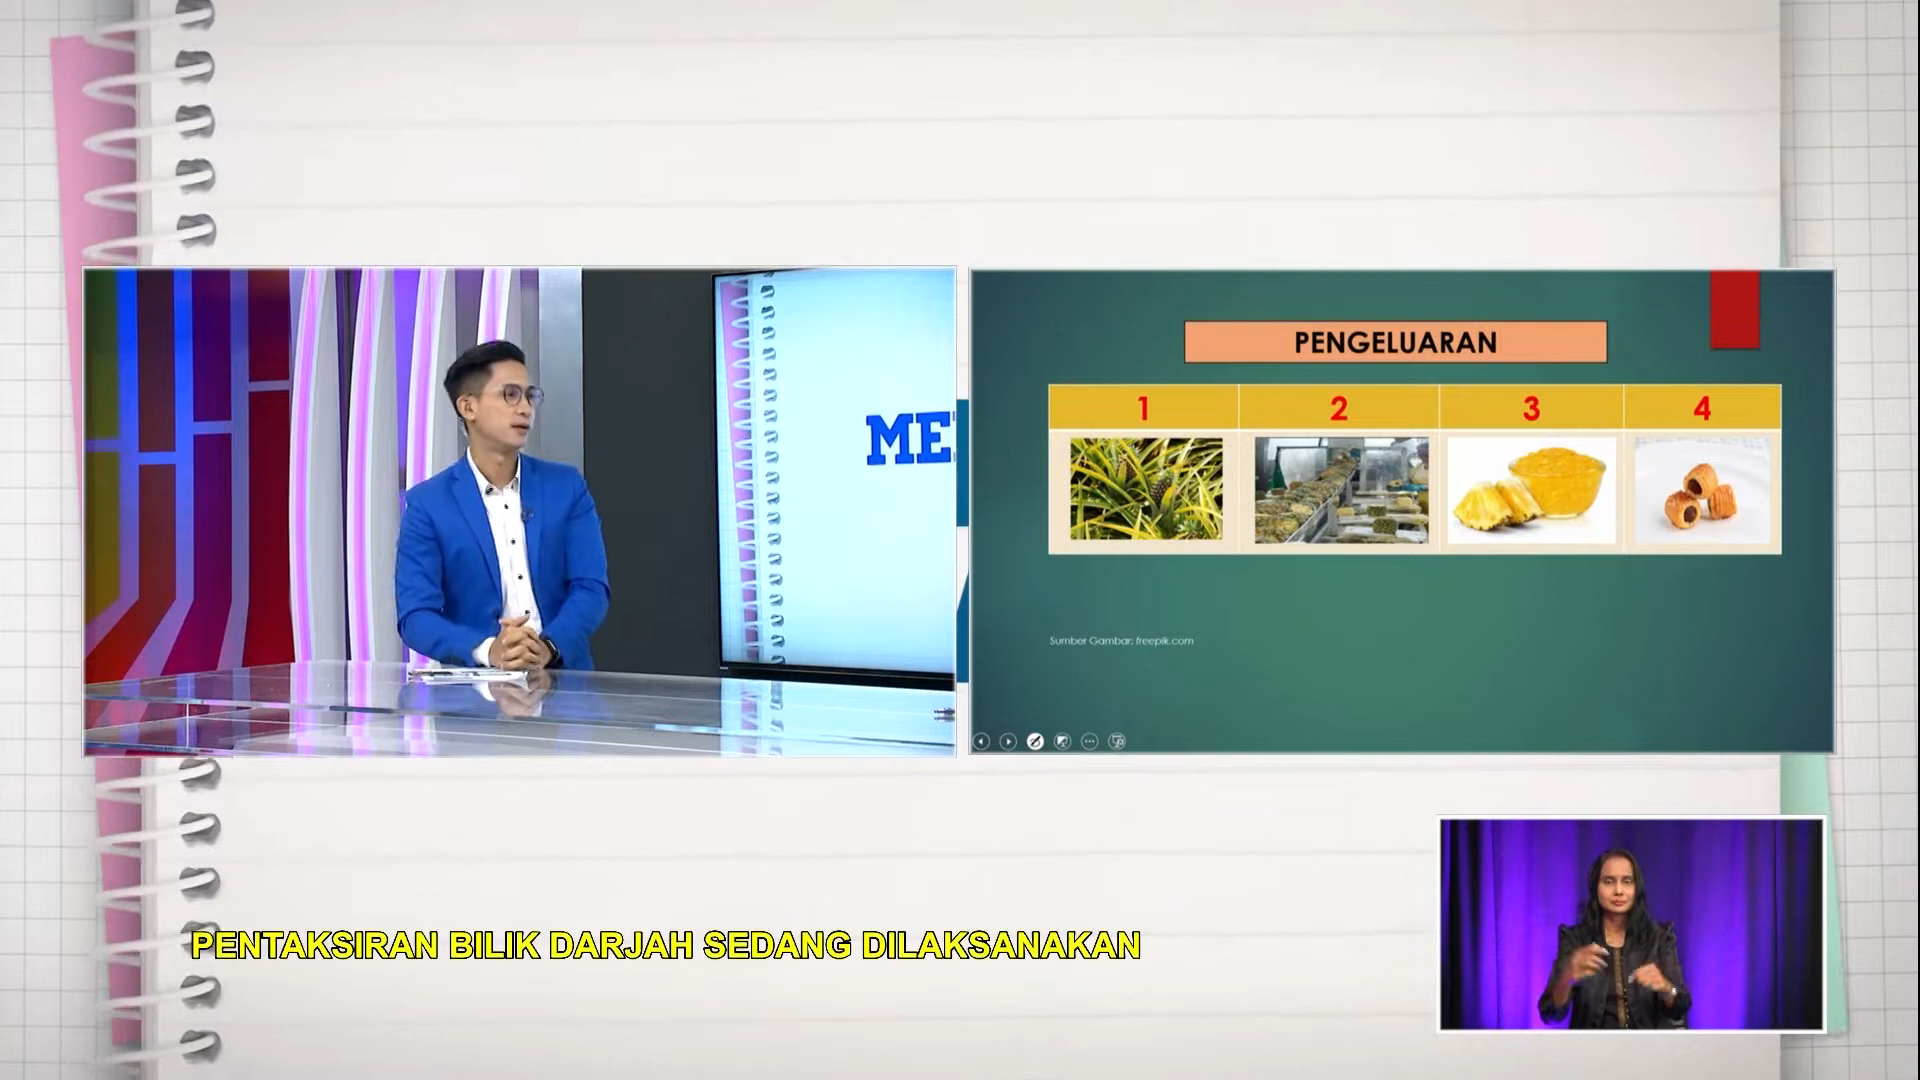 ME
PENGELUARAN
1 2 3 4
Sumber Gambar: freepik.com
PENTAKSIRAN BILIK DARJAH SEDANG DILAKSANAKAN